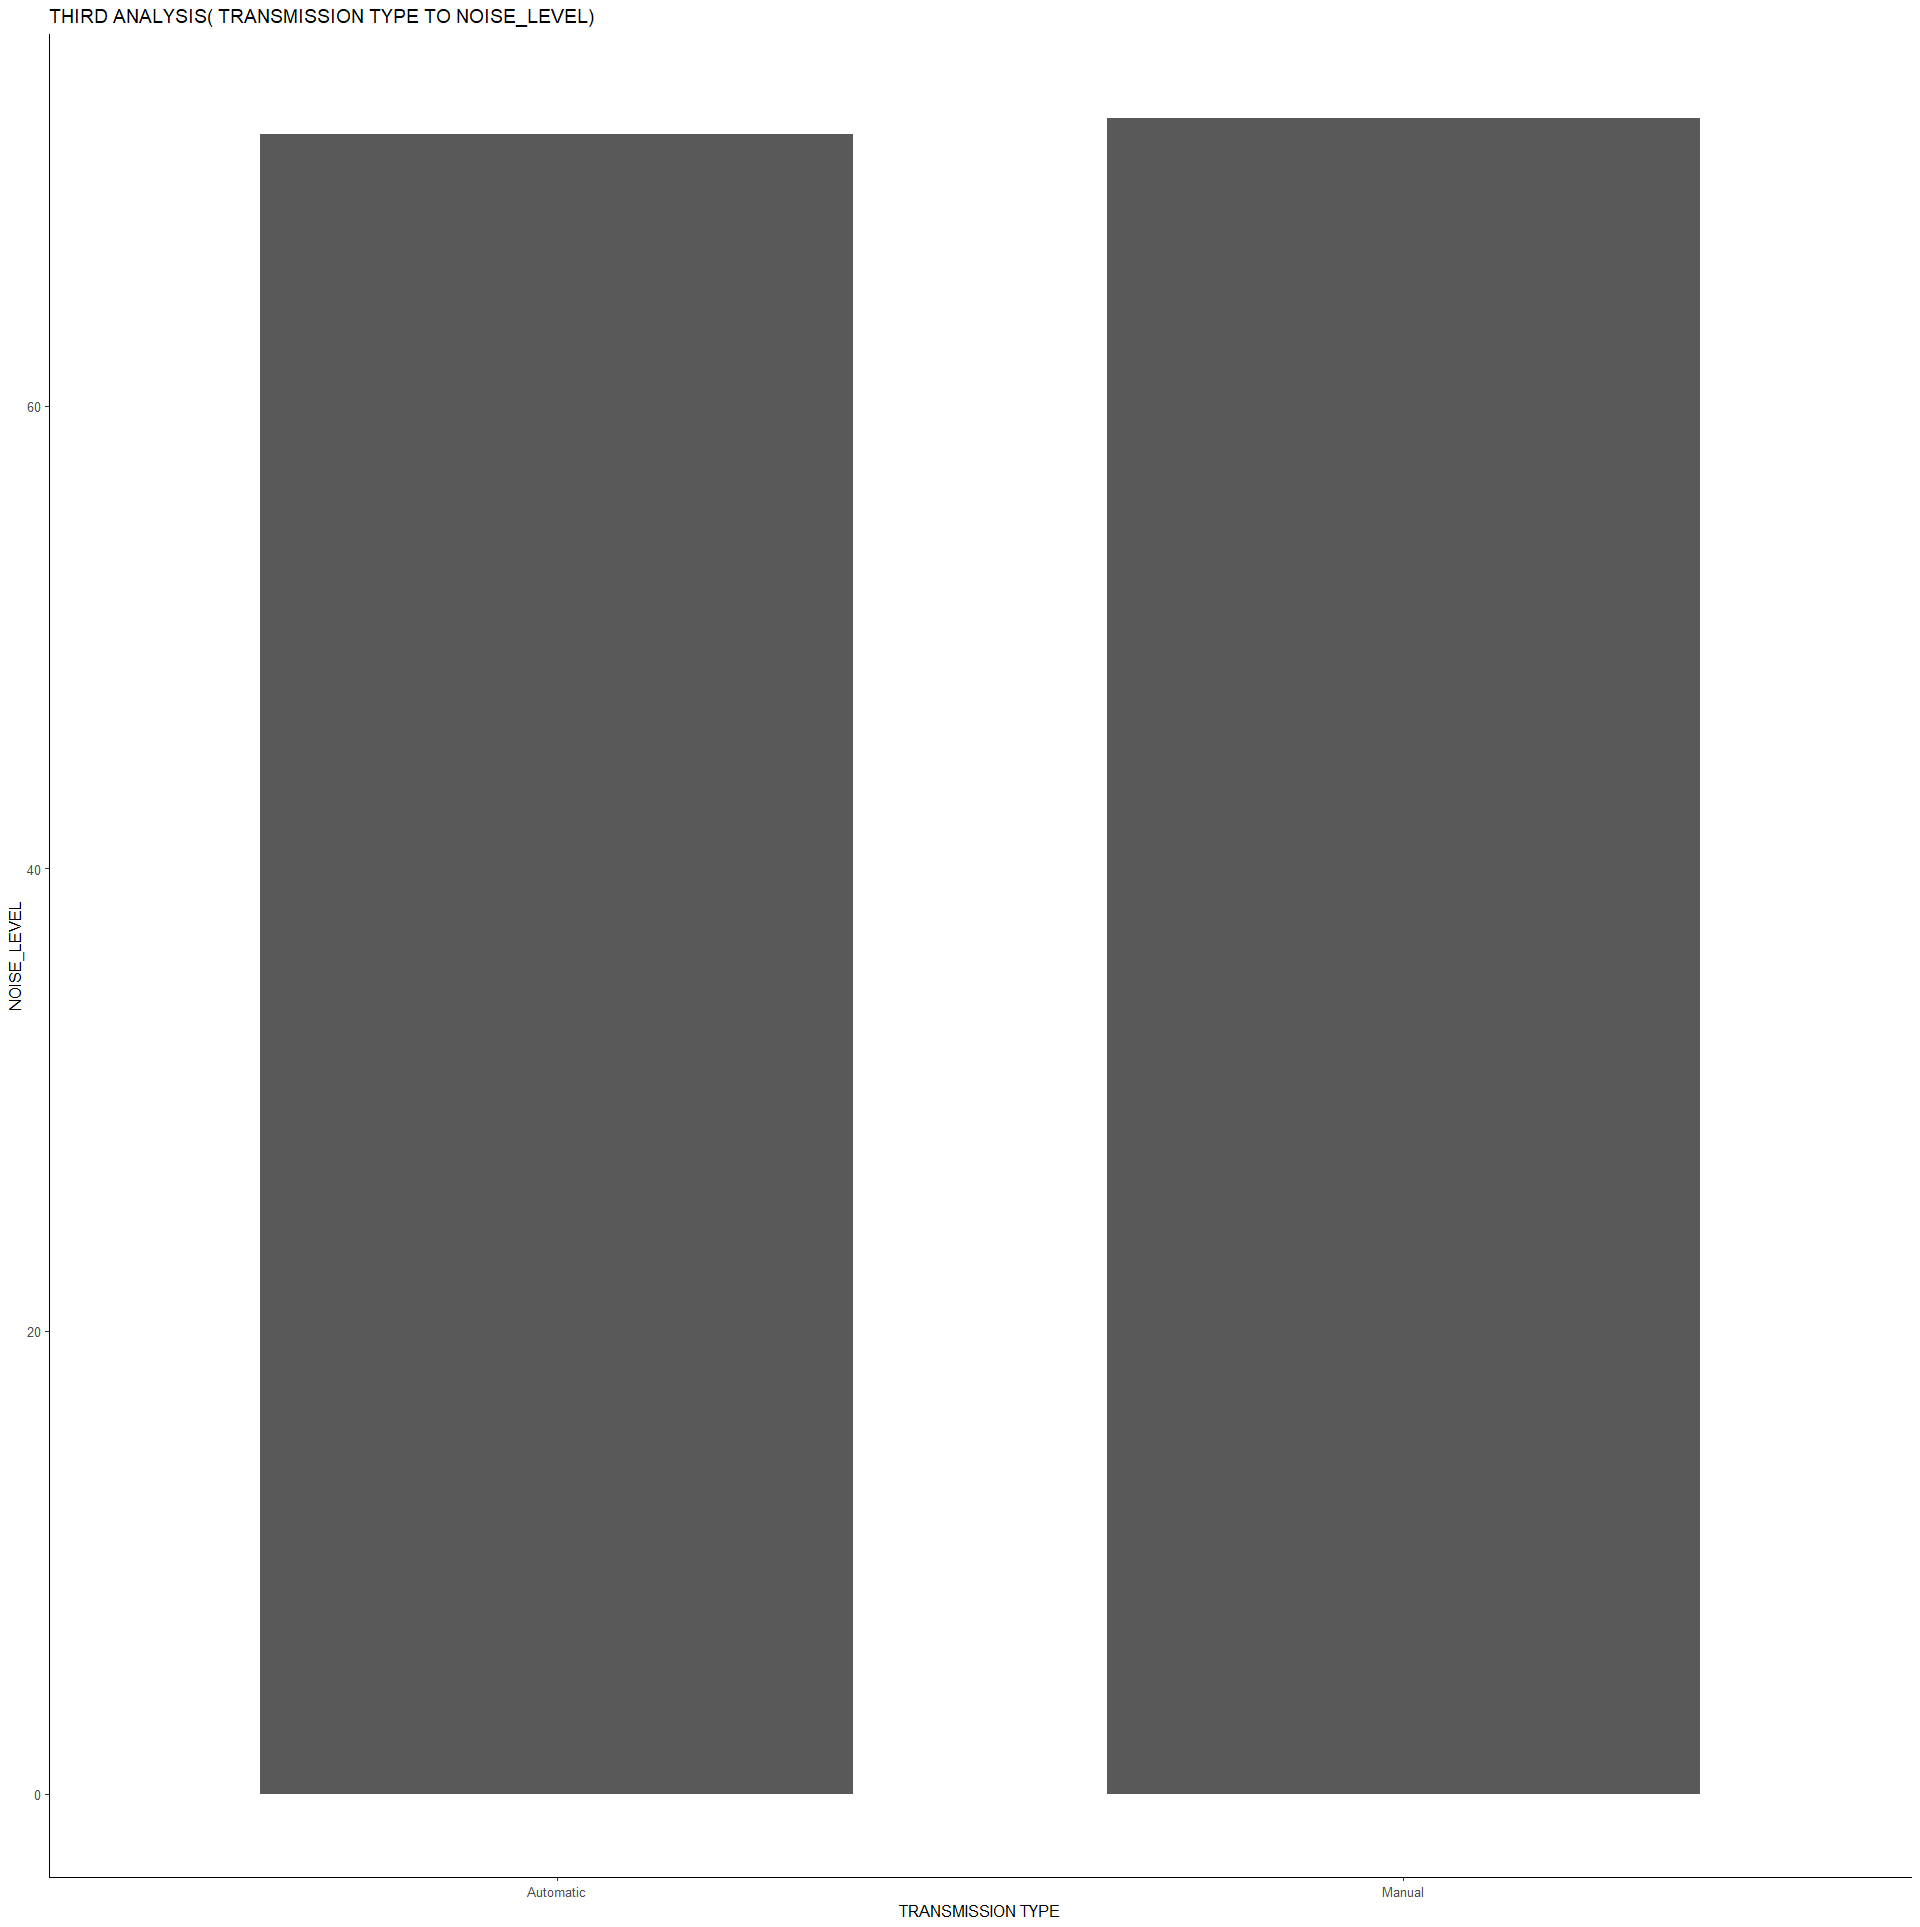 THIRD ANALYSIS( TRANSMISSION TYPE TO NOISE_LEVEL)
60
40
20
0
NOISE_LEVEL
Automatic
Manual
TRANSMISSION TYPE